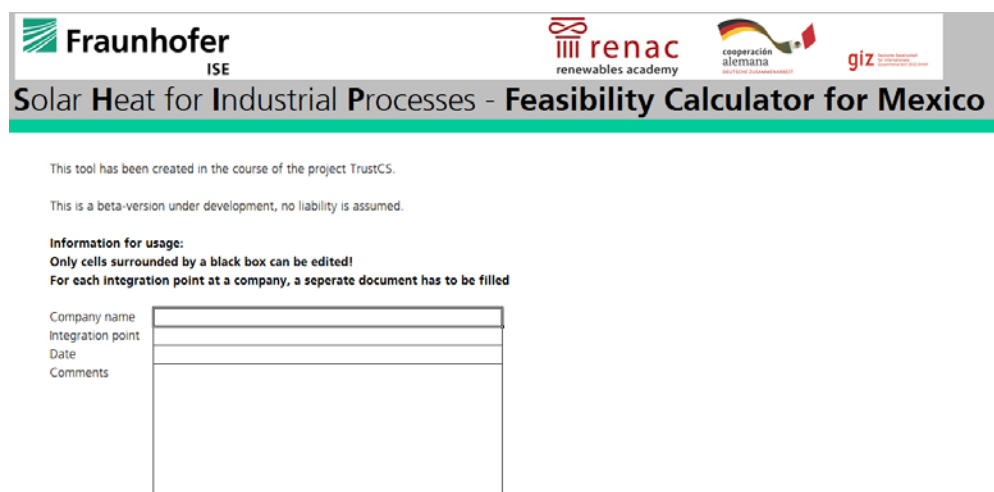 Fraunhofer
ISE
renac
renewables academy
cooperación
alemana
DEUTSCHE ZUSAMMENARBEIT
giz
Solar Heat for Industrial Processes - Feasibility Calculator for Mexico
This tool has been created in the course of the project TrustCS.
This is a beta-version under development, no liability is assumed.
Information for usage:
Only cells surrounded by a black box can be edited!
For each integration point at a company, a seperate document has to be filled
Company name
Integration point
Date
Comments